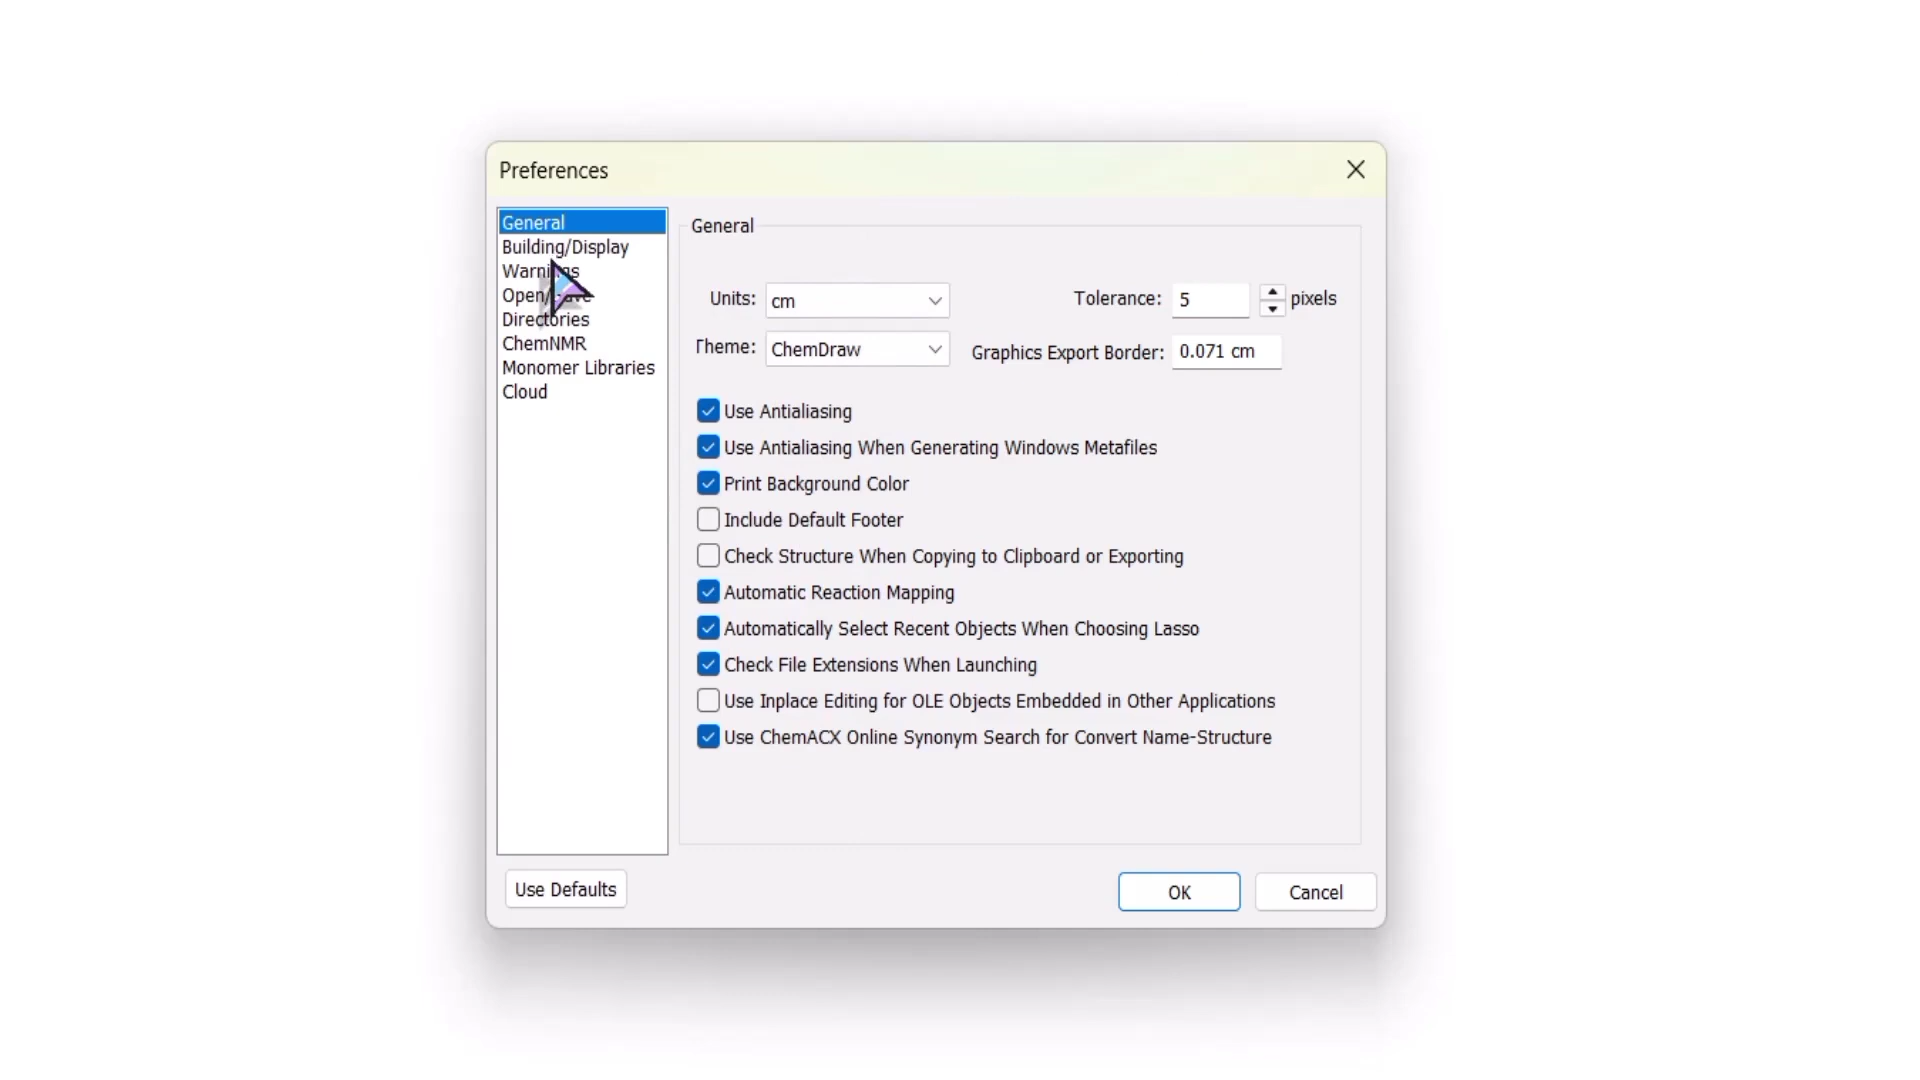 Preferences
General
Building/Display
Warnings
Directories
ChemNMR
Monomer Libraries
Cloud
General
Units: cm Tolerance: 5 pixels
Theme: ChemDraw Graphics Export Border: 0.071 cm
Use Antialiasing
Use Antialiasing When Generating Windows Metafiles
Print Background Color
Include Default Footer
Check Structure When Copying to Clipboard or Exporting
Automatic Reaction Mapping
Automatically Select Recent Objects When Choosing Lasso
Check File Extensions When Launching
Use Inplace Editing for OLE Objects Embedded in Other Applications
Use ChemACX Online Synonym Search for Convert Name-Structure
Use Defaults OK Cancel